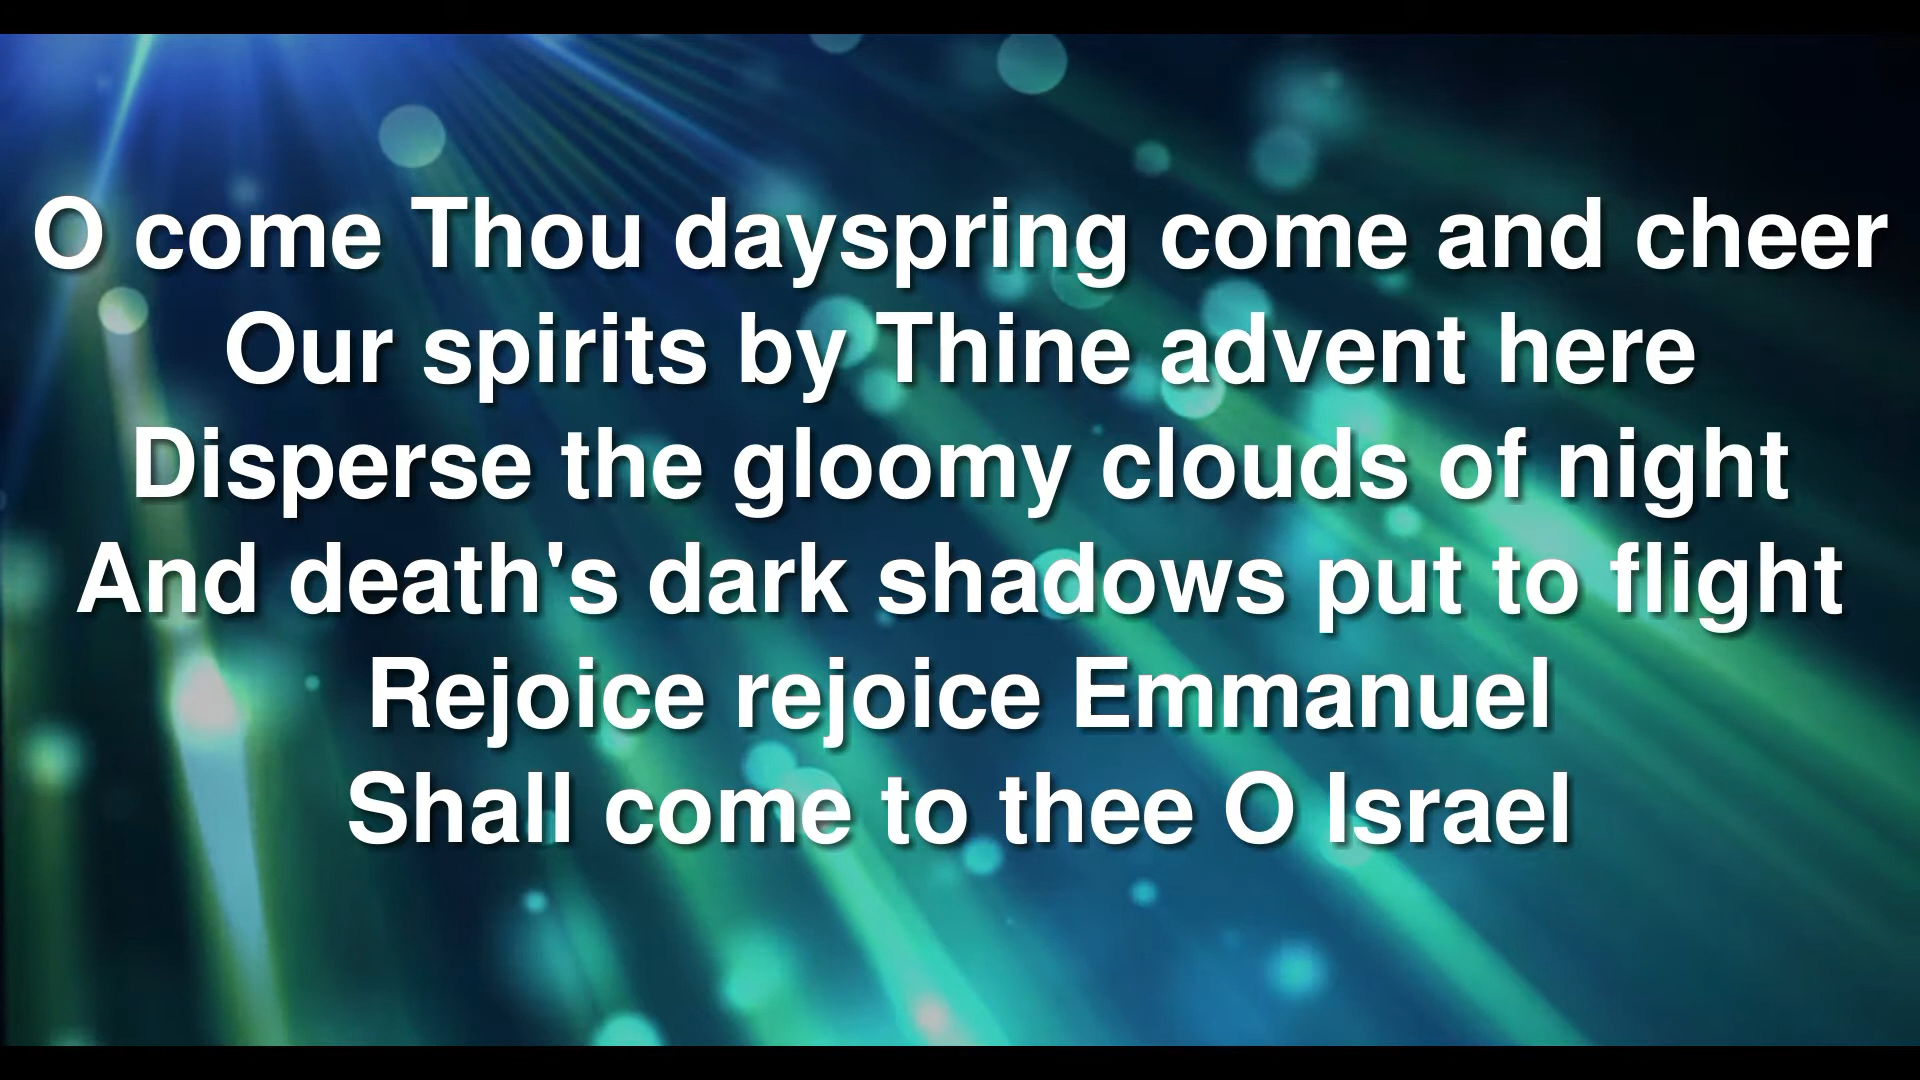 O come Thou dayspring come and cheer
Our spirits by Thine advent here
Disperse the gloomy clouds of night
And death's dark shadows put to flight
Rejoice rejoice Emmanuel
Shall come to thee O Israel